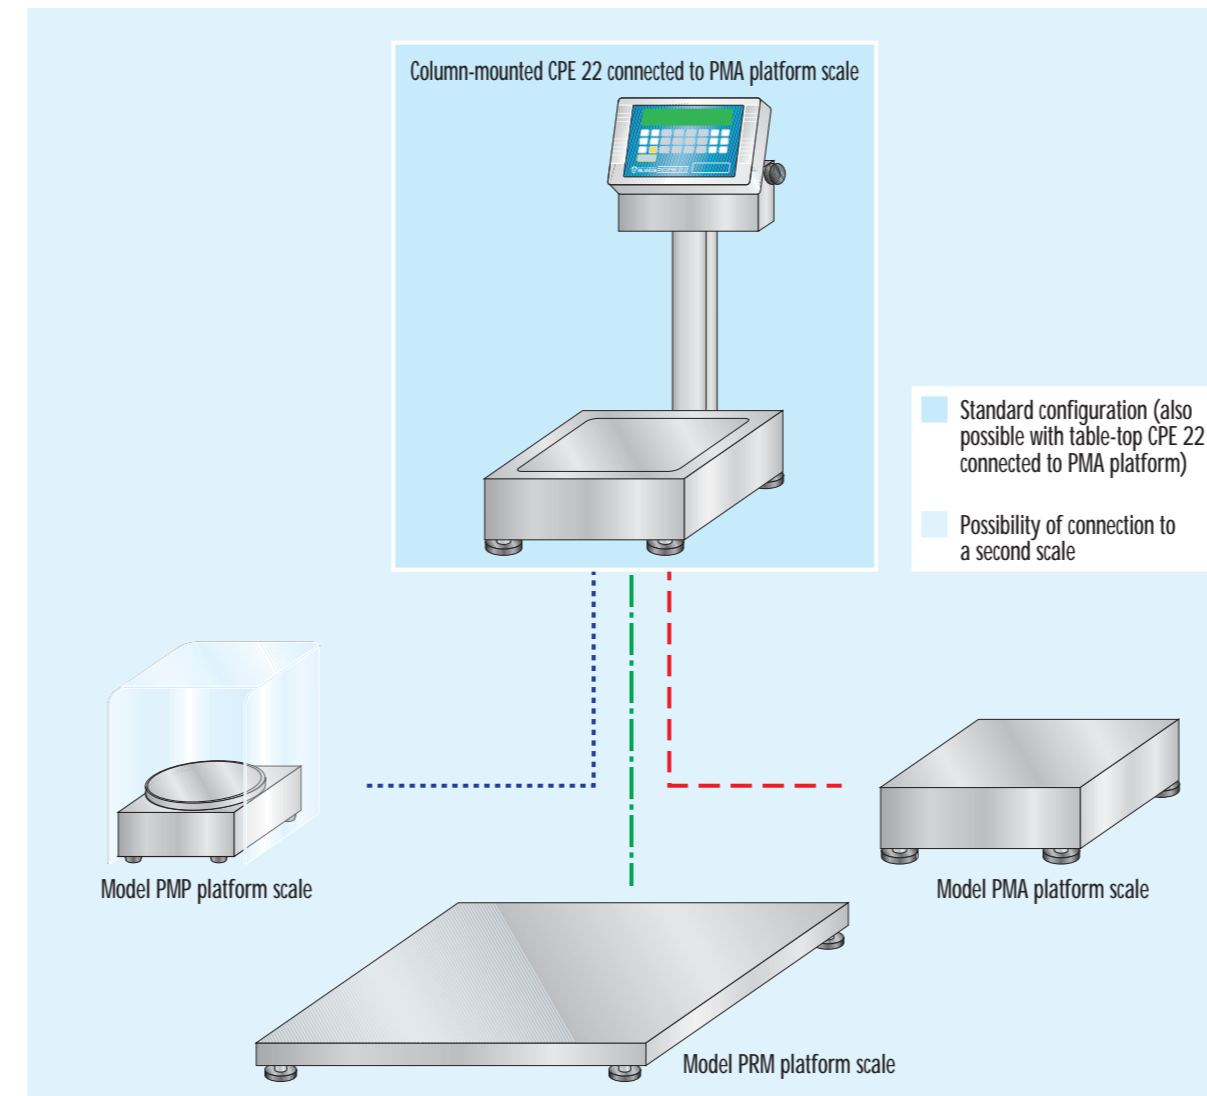 Column-mounted CPE 22 connected to PMA platform scale
Standard configuration (also
possible with table-top CPE 22
connected to PMA platform)
Possibility of connection to
a second scale
Model PMP platform scale
Model PMA platform scale
Model PRM platform scale